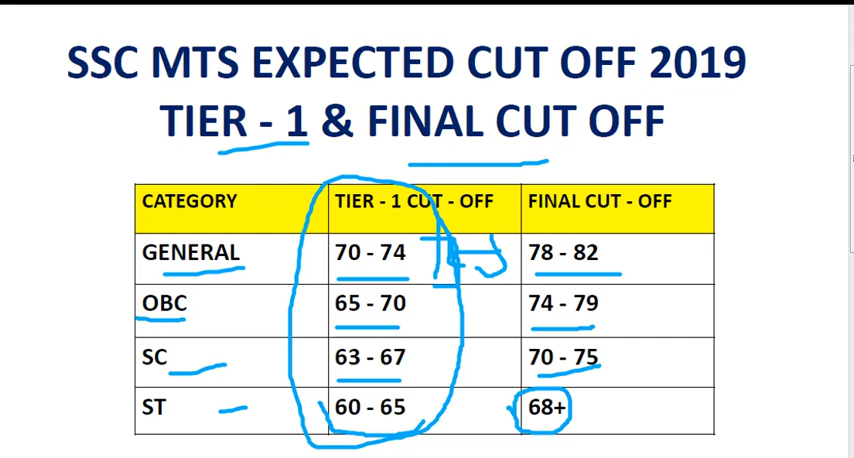 SSC MTS EXPECTED CUT OFF 2019
TIER - 1 & FINAL CUT OFF
CATEGORY TIER - 1 CUT - OFF FINAL CUT - OFF
GENERAL 70 - 74 78 - 82
OBC 65 - 70 74 - 79
SC 63 - 67 70 - 75
ST 60 - 65 68+